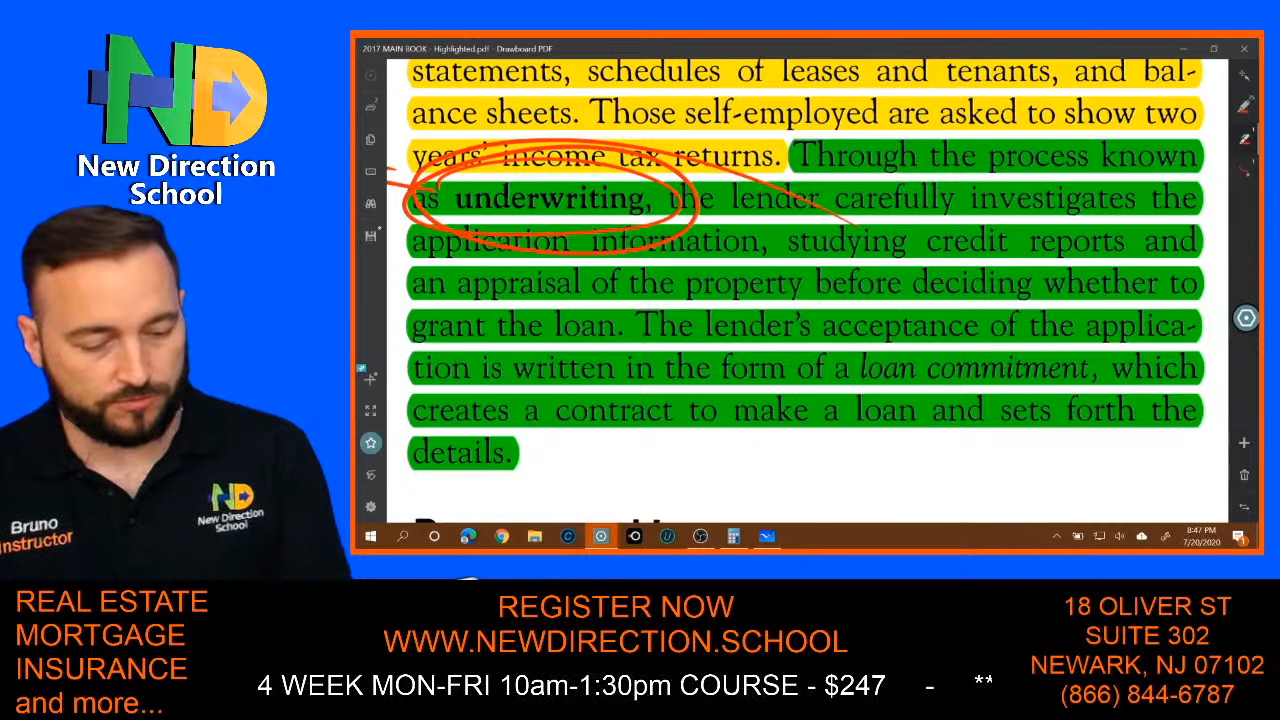 ND
New Direction
School
2017 MAIN BOOK - Highlighted.pdf - Drawboard PDF
statements, schedules of leases and tenants, and bal-
ance sheets. Those self-employed are asked to show two
years' income tax returns. Through the process known
as underwriting, the lender carefully investigates the
application information, studying credit reports and
an appraisal of the property before deciding whether to
grant the loan. The lender's acceptance of the applica-
tion is written in the form of a loan commitment, which
creates a contract to make a loan and sets forth the
details.
8:47 PM
7/20/2020
Bruno
Instructor
ND
New Direction
School
REAL ESTATE
MORTGAGE
INSURANCE
and more...
REGISTER NOW
WWW.NEWDIRECTION.SCHOOL
4 WEEK MON-FRI 10am-1:30pm COURSE - $247 - **
18 OLIVER ST
SUITE 302
NEWARK, NJ 07102
(866) 844-6787